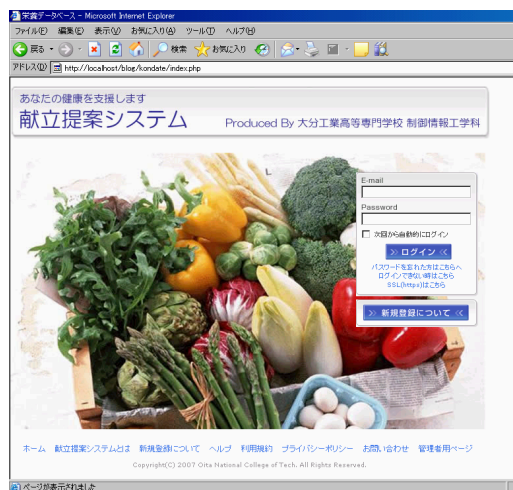 栄養データベース - Microsoft Internet Explorer
ファイル(F) 編集(E) 表示(V) お気に入り(A) ツール(T) ヘルプ(H)
戻る 検索 お気に入り
アドレス(D) http://localhost/blog/kondate/index.php
あなたの健康を支援します
献立提案システム Produced By 大分工業高等専門学校 制御情報工学科
E-mail
Password
次回から自動的にログイン
>> ログイン <<
パスワードを忘れた方はこちらへ
ログインできない時はこちら
SSL(https)はこちら
>> 新規登録について <<
ホーム 献立提案システムとは 新規登録について ヘルプ 利用規約 プライバシーポリシー お問い合わせ 管理者用ページ
Copyright(C) 2007 Oita National College of Tech. All Rights Reserved.
ページが表示されました